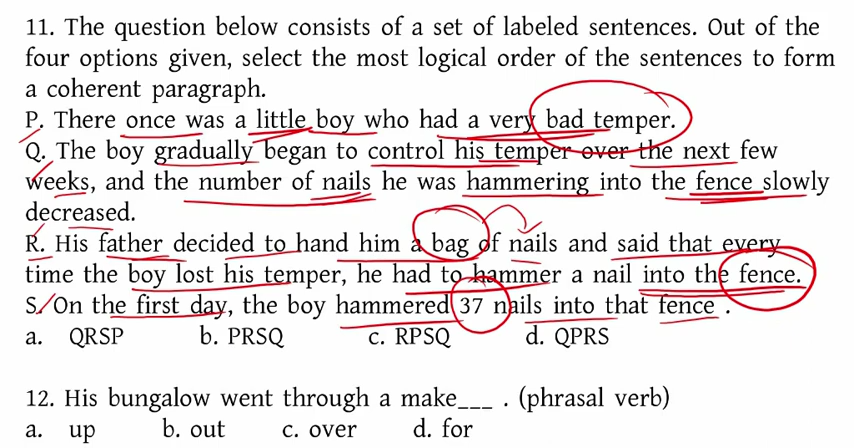 11. The question below consists of a set of labeled sentences. Out of the
four options given, select the most logical order of the sentences to form
a coherent paragraph.
P. There once was a little boy who had a very bad temper.
Q. The boy gradually began to control his temper over the next few
weeks, and the number of nails he was hammering into the fence slowly
decreased.
R. His father decided to hand him a bag of nails and said that every
time the boy lost his temper, he had to hammer a nail into the fence.
S. On the first day, the boy hammered 37 nails into that fence .
a. QRSP b. PRSQ c. RPSQ d. QPRS
12. His bungalow went through a make___ . (phrasal verb)
a. up b. out c. over d. for